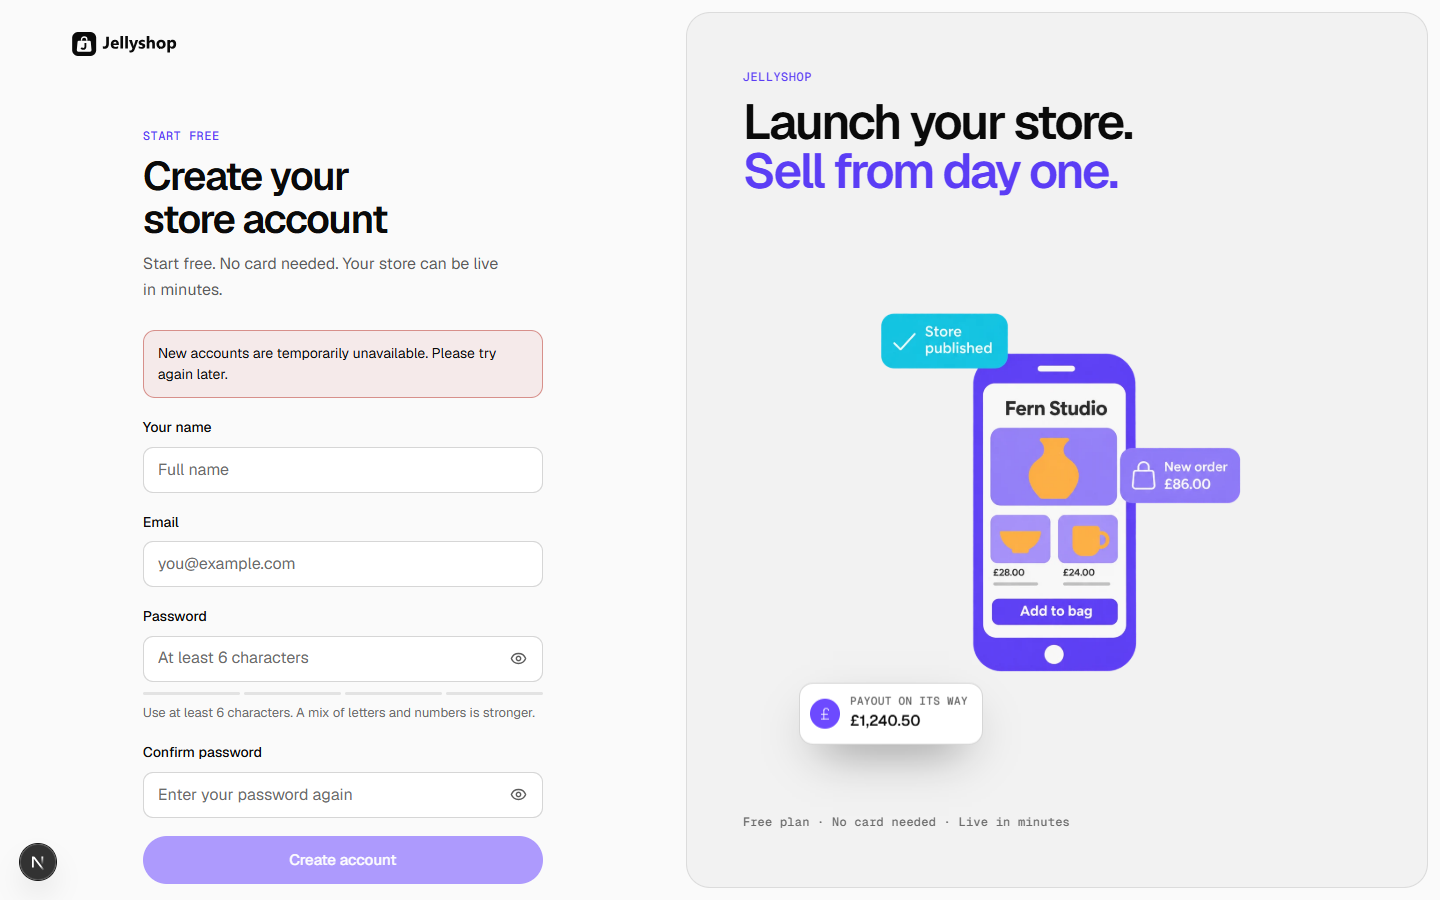 Jellyshop
START FREE
Create your
store account
Start free. No card needed. Your store can be live
in minutes.
New accounts are temporarily unavailable. Please try
again later.
Your name
Full name
Email
you@example.com
Password
At least 6 characters
Use at least 6 characters. A mix of letters and numbers is stronger.
Confirm password
Enter your password again
Create account
N
JELLYSHOP
Launch your store.
Sell from day one.
Store
published
Fern Studio
New order
£86.00
£28.00
£24.00
Add to bag
£
PAYOUT ON ITS WAY
£1,240.50
Free plan · No card needed · Live in minutes